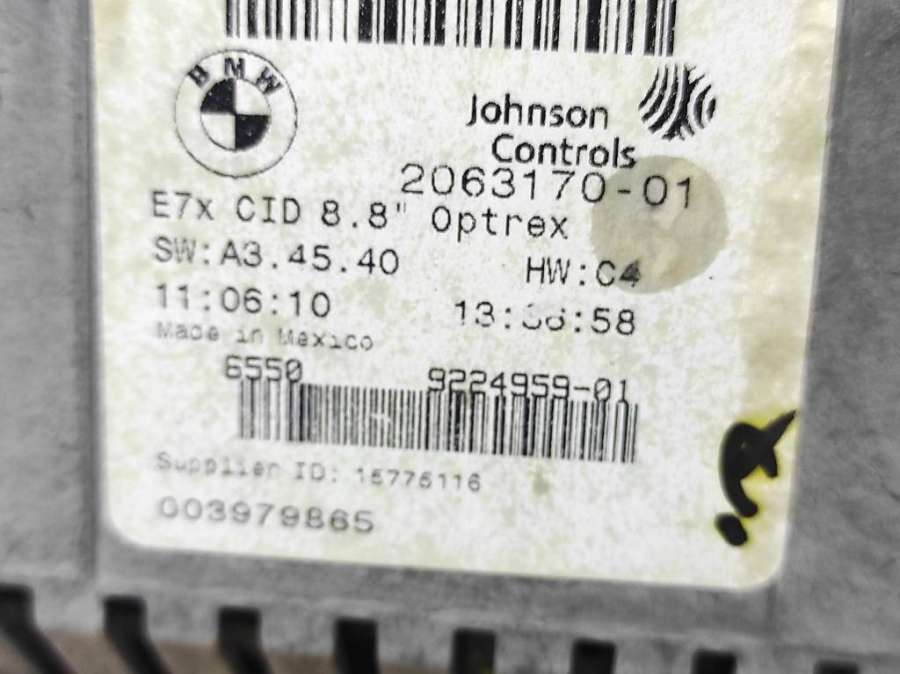 BMW
Johnson
Controls
2063170-01
E7x CID 8.8" Optrex
SW:A3.45.40 HW:C4
11:06:10
Made in Mexico
6550 9224959-01
Supplier ID: 15775116
003979865